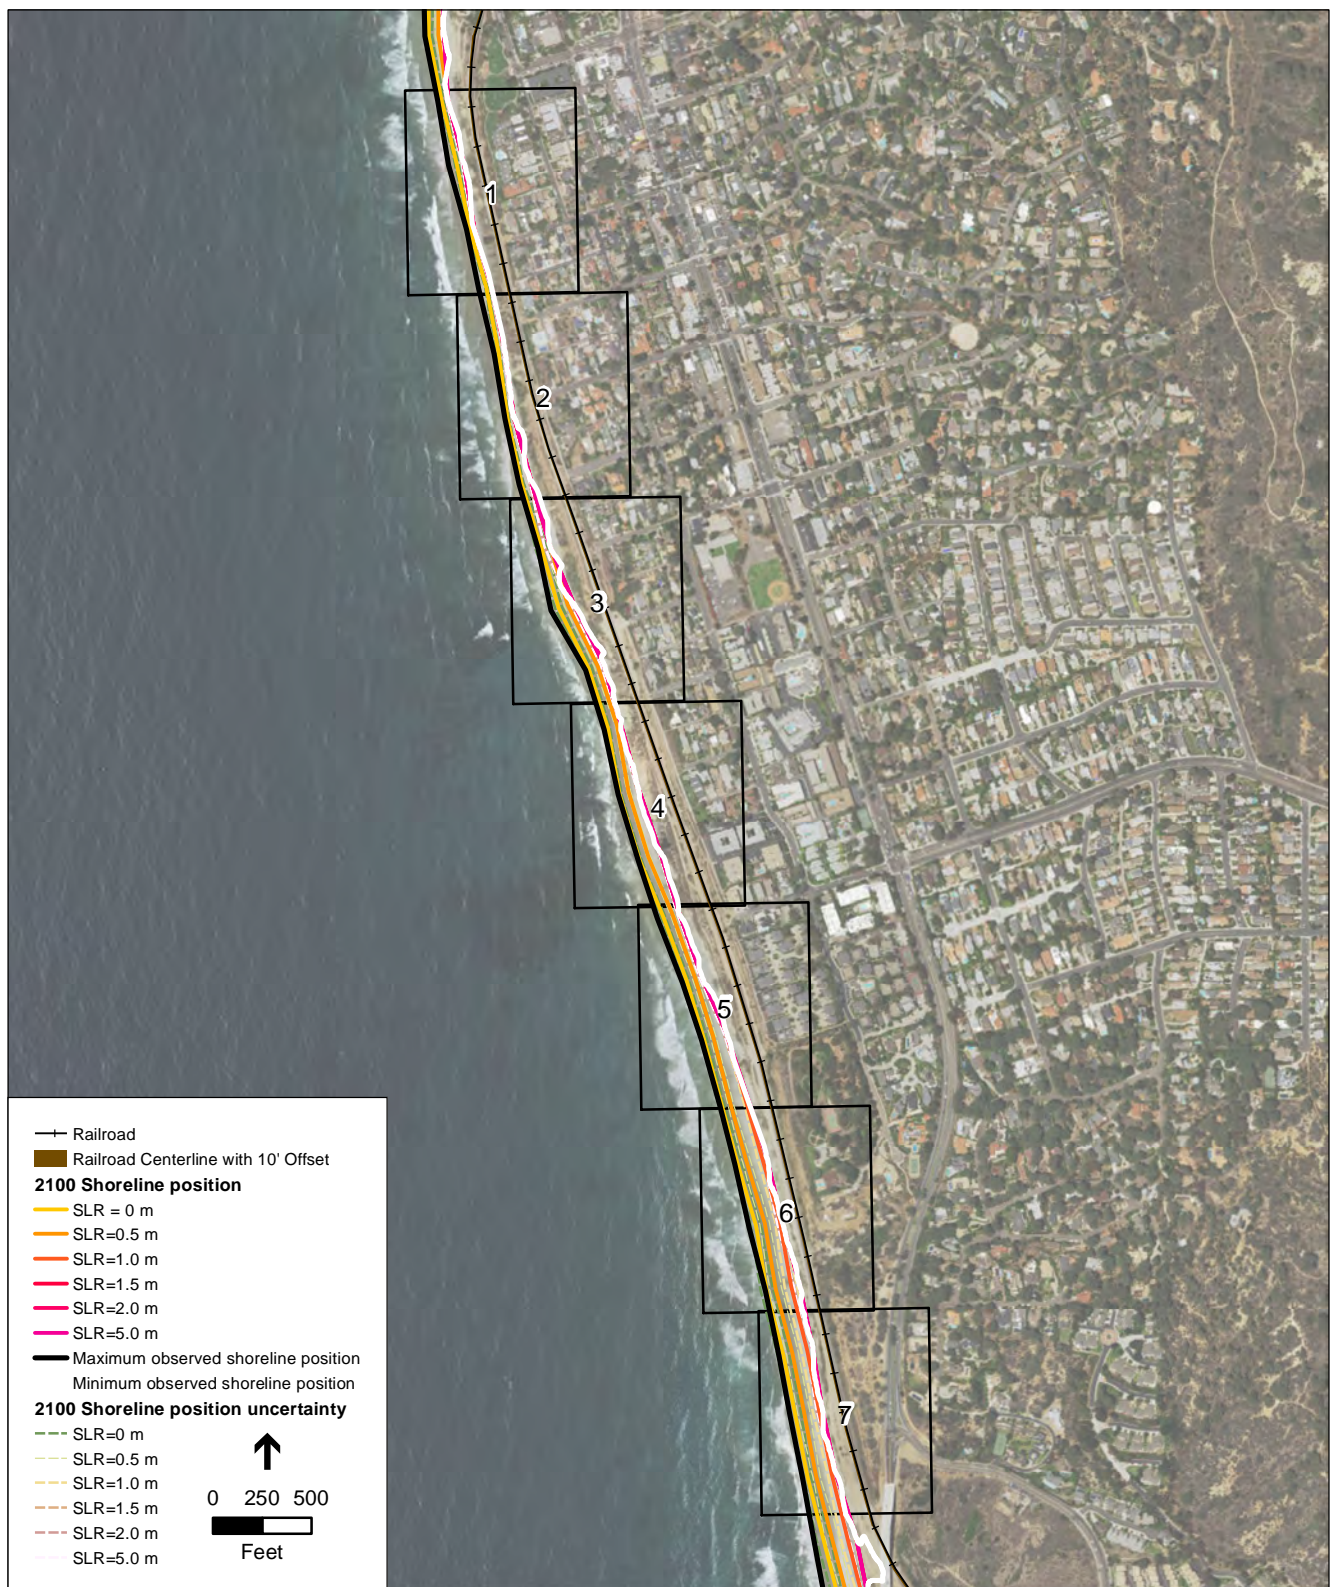 1
2
3
4
5
6
7
Railroad
Railroad Centerline with 10' Offset
2100 Shoreline position
SLR = 0 m
SLR=0.5 m
SLR=1.0 m
SLR=1.5 m
SLR=2.0 m
SLR=5.0 m
Maximum observed shoreline position
Minimum observed shoreline position
2100 Shoreline position uncertainty
SLR=0 m
SLR=0.5 m
SLR=1.0 m
SLR=1.5 m
SLR=2.0 m
SLR=5.0 m
0 250 500
Feet